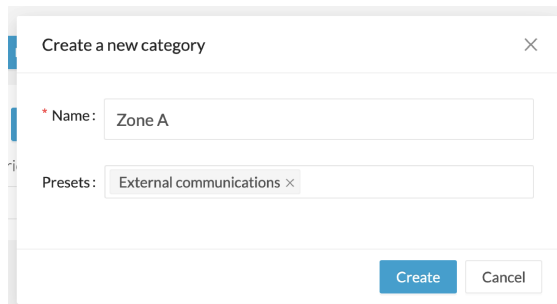 Create a new category
* Name: Zone A
Presets: External communications ×
Create Cancel